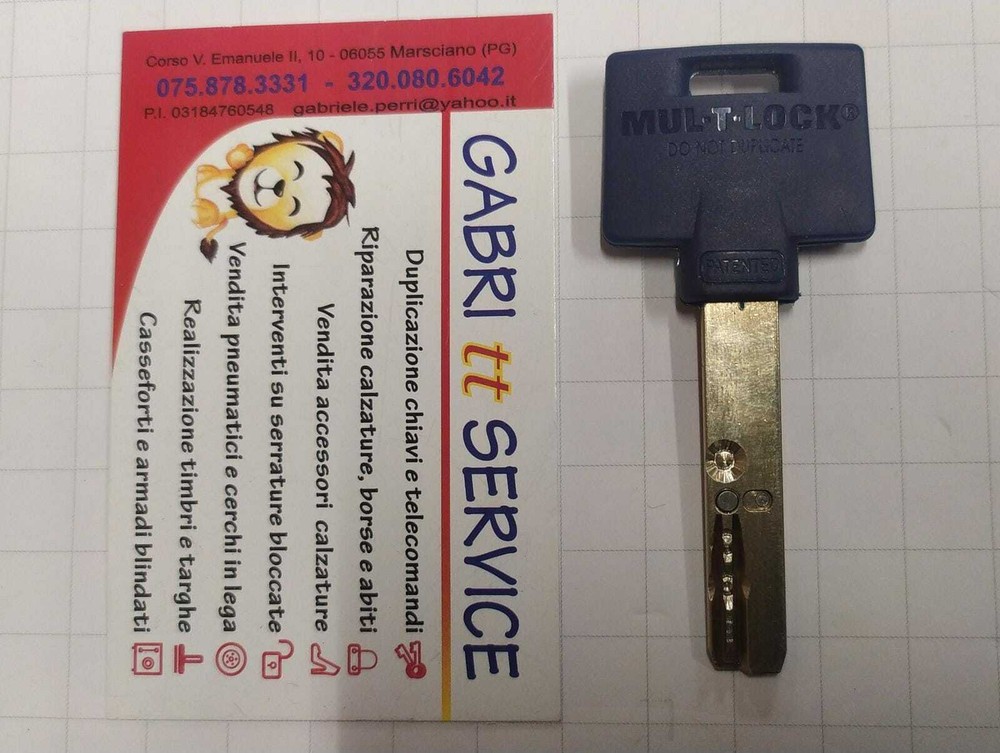 Corso V. Emanuele II, 10 - 06055 Marsciano (PG)
075.878.3331 - 320.080.6042
P.I. 03184760548 gabriele.perri@yahoo.it
GABRI tt SERVICE
Duplicazione chiavi e telecomandi
Riparazione calzature, borse e abiti
Vendita accessori calzature
Interventi su serrature bloccate
Vendita pneumatici e cerchi in lega
Realizzazione timbri e targhe
Casseforti e armadi blindati
MUL·T·LOCK®
DO NOT DUPLICATE
PATENTED